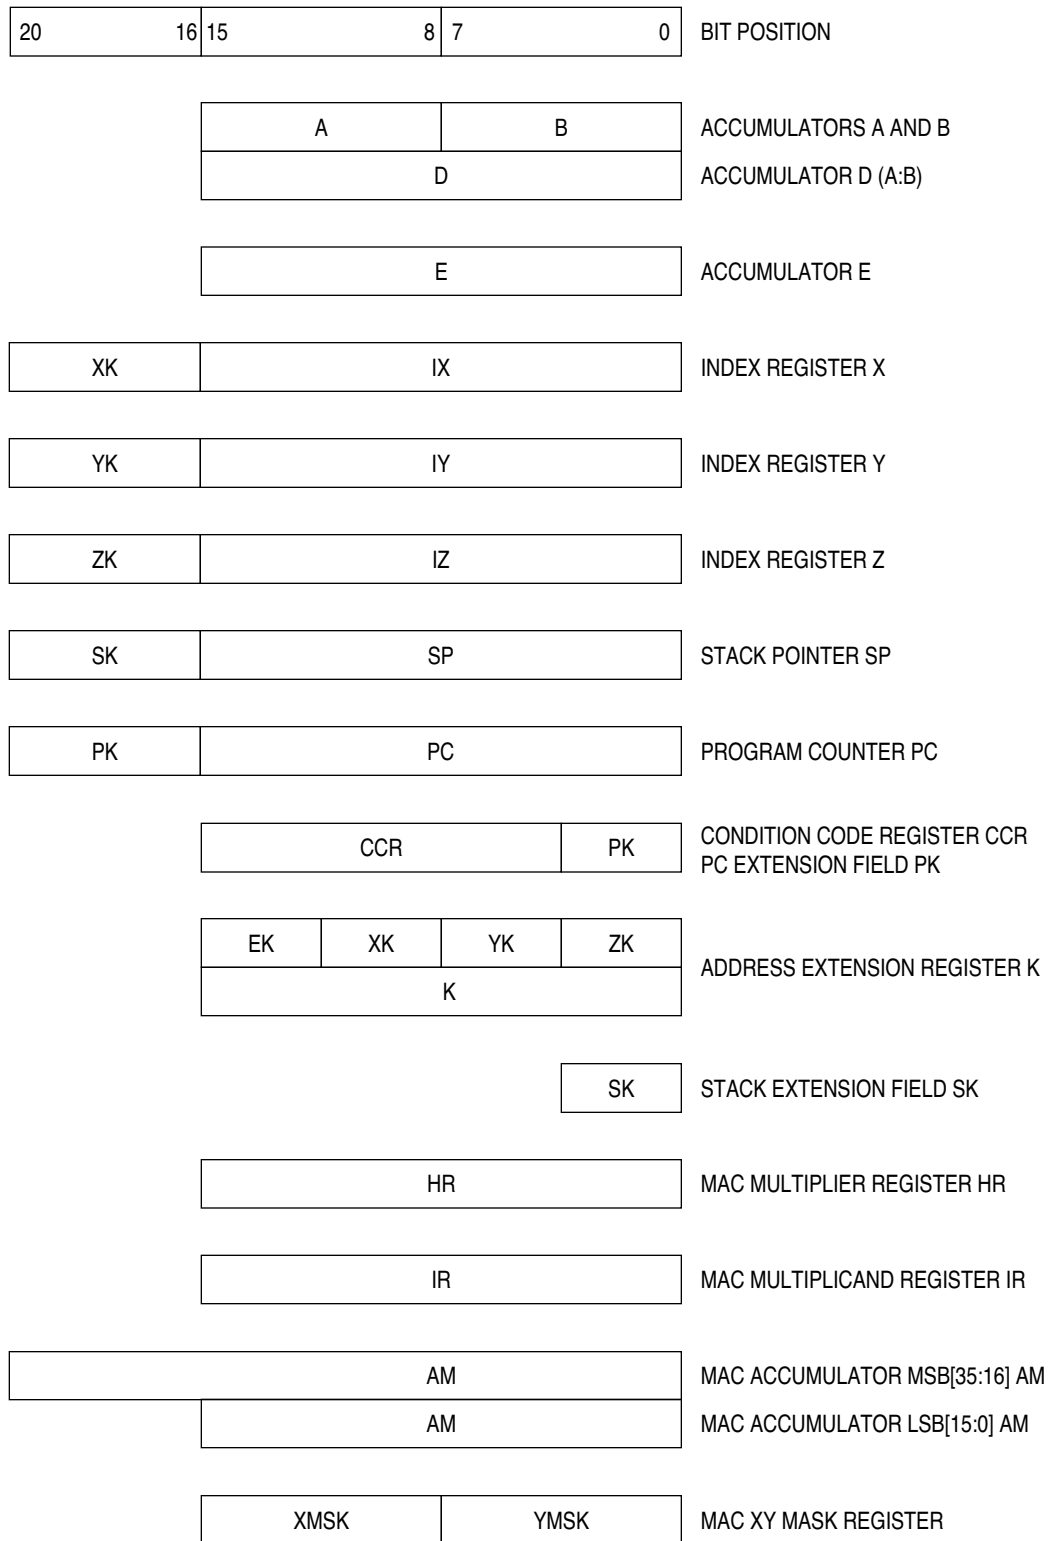 20 16 15 8 7 0 BIT POSITION
A B ACCUMULATORS A AND B
D ACCUMULATOR D (A:B)
E ACCUMULATOR E
XK IX INDEX REGISTER X
YK IY INDEX REGISTER Y
ZK IZ INDEX REGISTER Z
SK SP STACK POINTER SP
PK PC PROGRAM COUNTER PC
CCR PK CONDITION CODE REGISTER CCR
PC EXTENSION FIELD PK
EK XK YK ZK
ADDRESS EXTENSION REGISTER K
K
SK STACK EXTENSION FIELD SK
HR MAC MULTIPLIER REGISTER HR
IR MAC MULTIPLICAND REGISTER IR
AM MAC ACCUMULATOR MSB[35:16] AM
AM MAC ACCUMULATOR LSB[15:0] AM
XMSK YMSK MAC XY MASK REGISTER